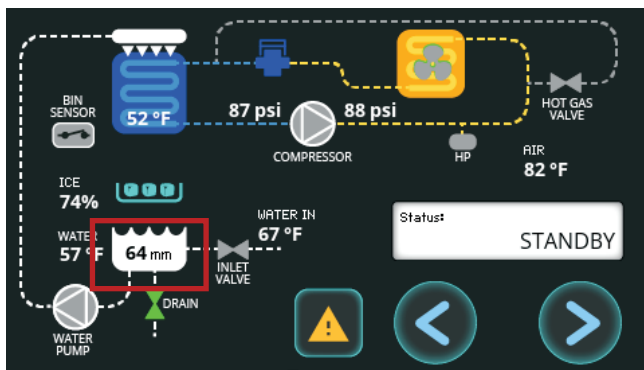 BIN
SENSOR
52 °F
87 psi
88 psi
COMPRESSOR
HP
HOT GAS
VALVE
AIR
82 °F
ICE
74%
WATER
57 °F
64 mm
WATER IN
67 °F
INLET
VALVE
DRAIN
WATER
PUMP
Status:
STANDBY